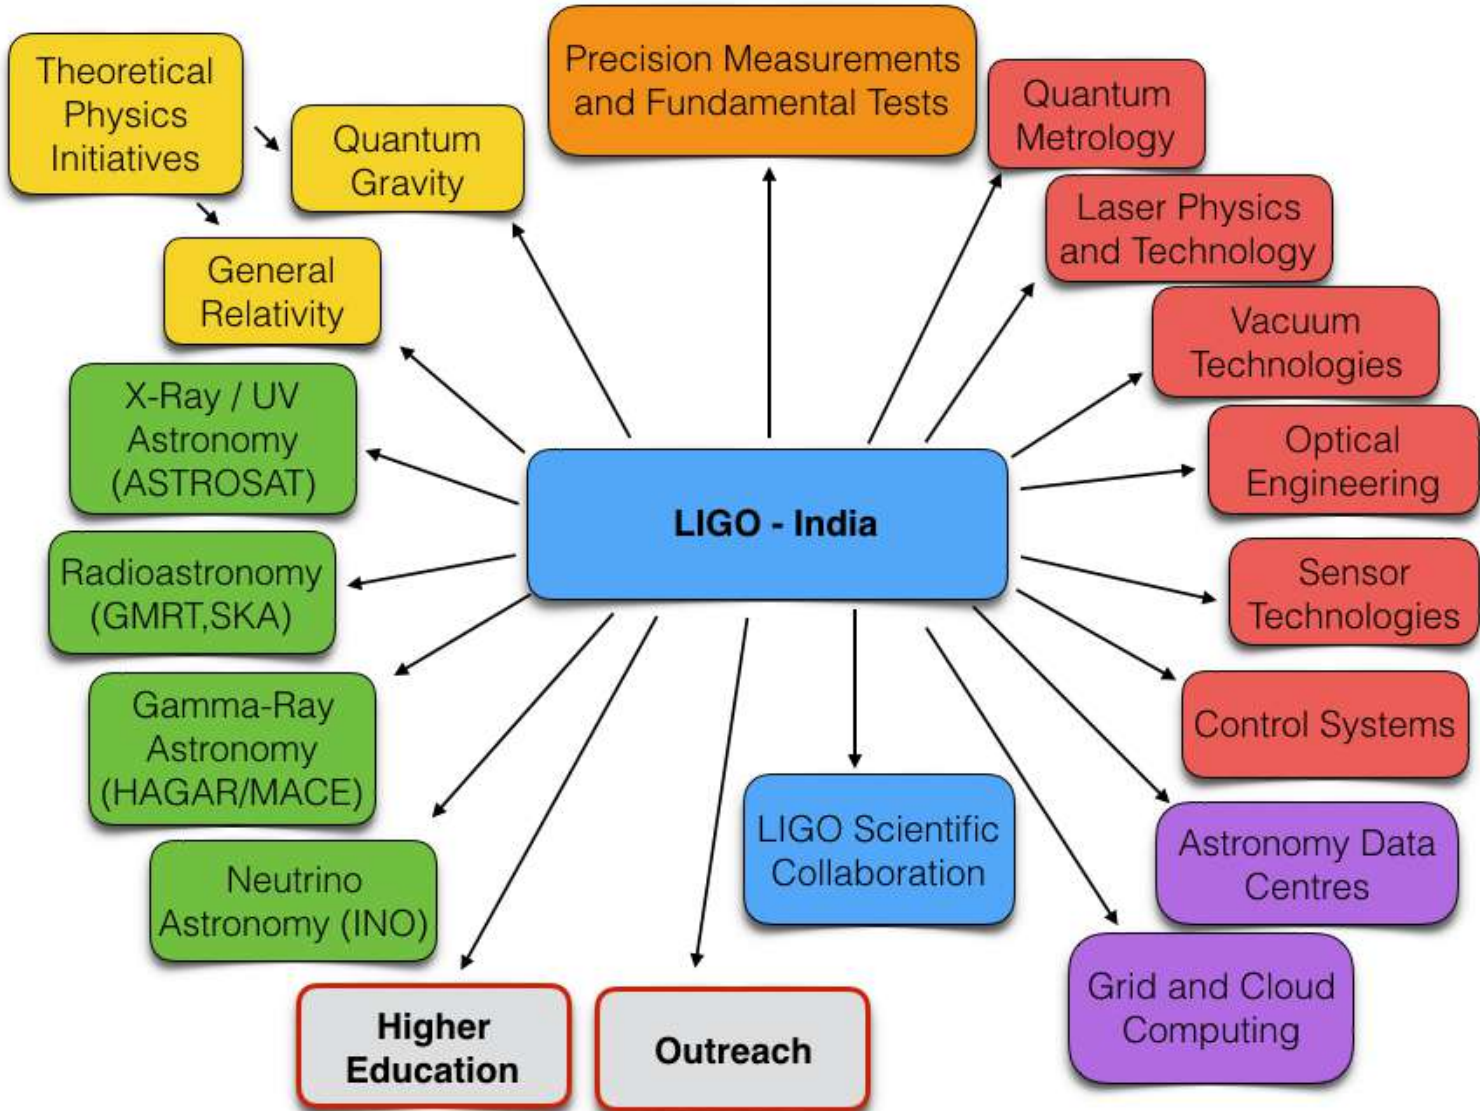 Theoretical
Physics
Initiatives
Quantum
Gravity
General
Relativity
Precision Measurements
and Fundamental Tests
Quantum
Metrology
Laser Physics
and Technology
Vacuum
Technologies
Optical
Engineering
Sensor
Technologies
Control Systems
X-Ray / UV
Astronomy
(ASTROSAT)
Radioastronomy
(GMRT,SKA)
Gamma-Ray
Astronomy
(HAGAR/MACE)
Neutrino
Astronomy (INO)
LIGO - India
LIGO Scientific
Collaboration
Astronomy Data
Centres
Grid and Cloud
Computing
Higher
Education
Outreach